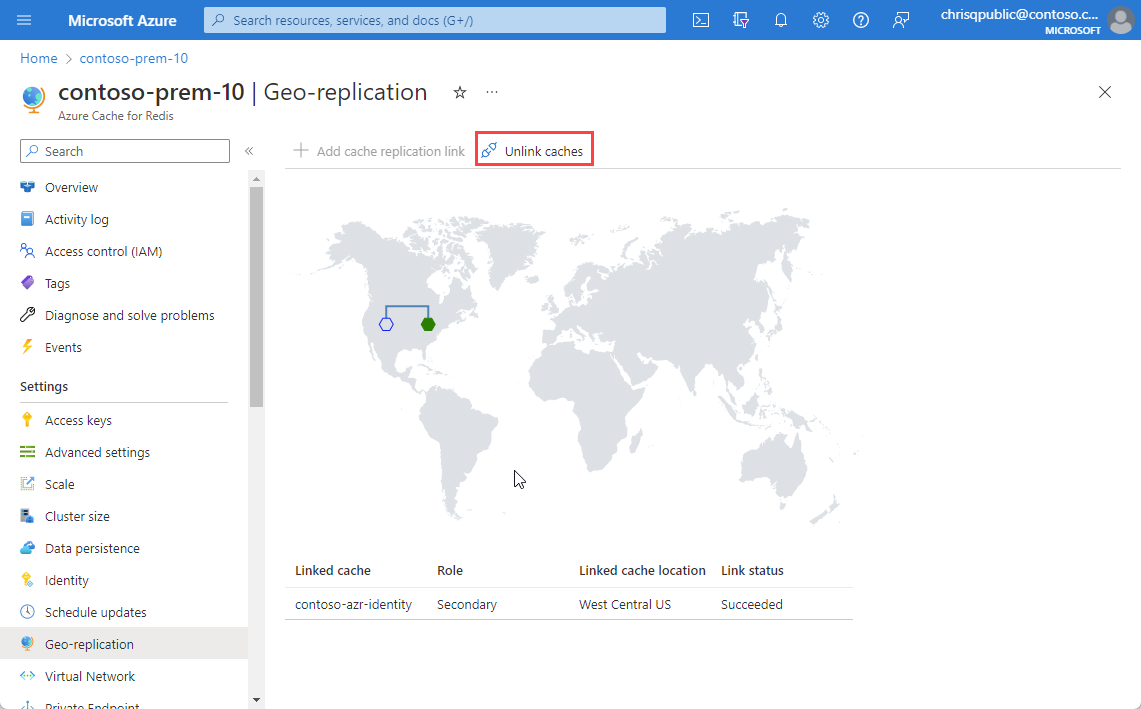 Microsoft Azure
Search resources, services, and docs (G+/)
chrisqpublic@contoso.c...
MICROSOFT
Home > contoso-prem-10
contoso-prem-10 | Geo-replication
...
Azure Cache for Redis
Search
«
Add cache replication link
Unlink caches
Overview
Activity log
Access control (IAM)
Tags
Diagnose and solve problems
Events
Settings
Access keys
Advanced settings
Scale
Cluster size
Data persistence
Identity
Schedule updates
Geo-replication
Virtual Network
Private Endpoint
Linked cache Role Linked cache location Link status
contoso-azr-identity Secondary West Central US Succeeded